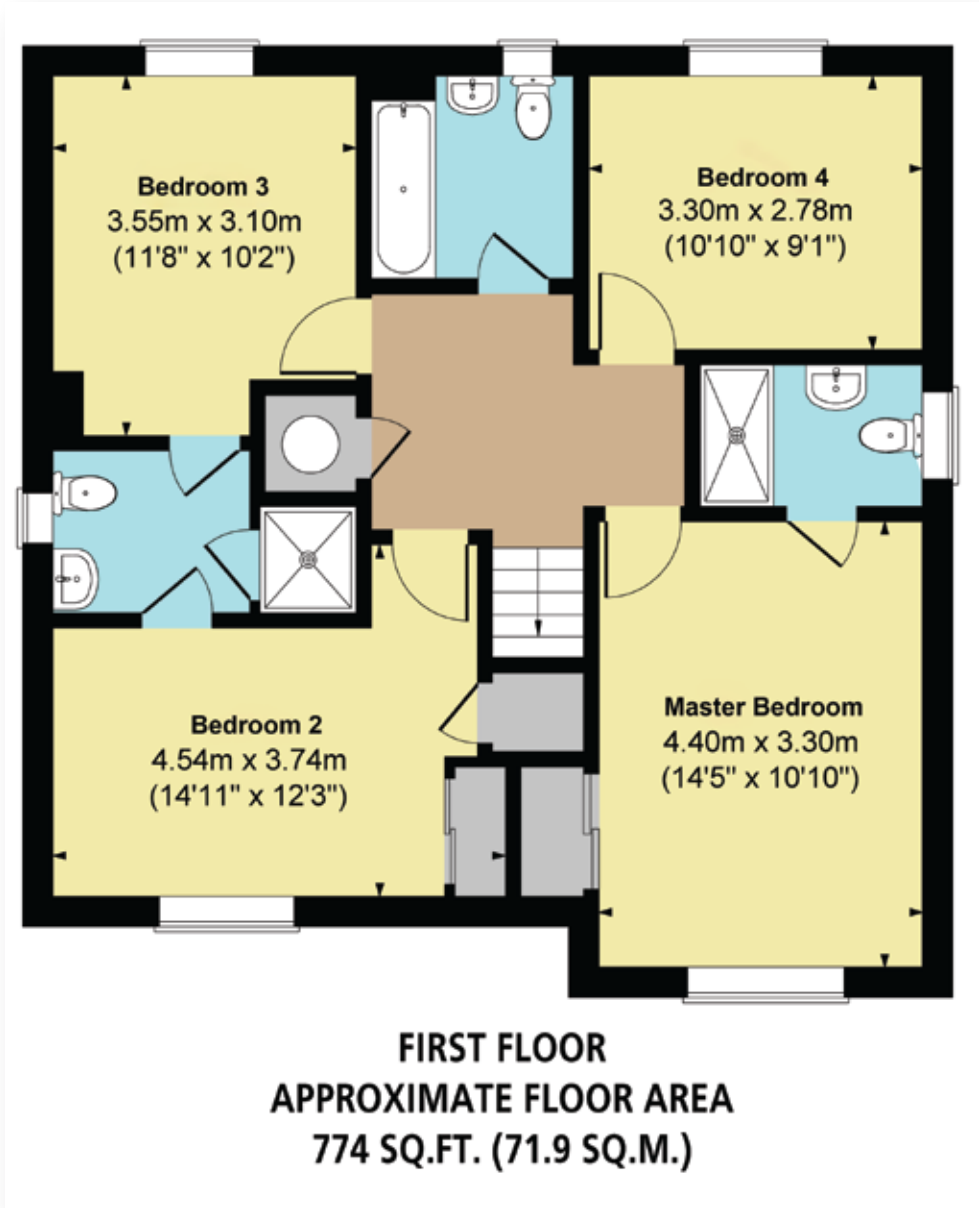 Bedroom 3
3.55m x 3.10m
(11'8" x 10'2")
Bedroom 4
3.30m x 2.78m
(10'10" x 9'1")
Bedroom 2
4.54m x 3.74m
(14'11" x 12'3")
Master Bedroom
4.40m x 3.30m
(14'5" x 10'10")
FIRST FLOOR
APPROXIMATE FLOOR AREA
774 SQ.FT. (71.9 SQ.M.)